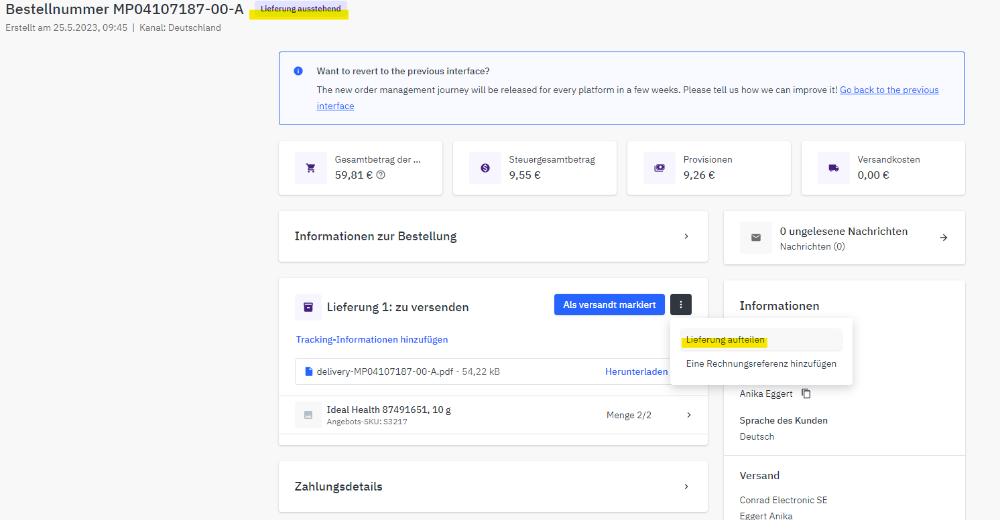 Bestellnummer MP04107187-00-A
Lieferung ausstehend
Erstellt am 25.5.2023, 09:45 | Kanal: Deutschland
Want to revert to the previous interface?
The new order management journey will be released for every platform in a few weeks. Please tell us how we can improve it! Go back to the previous
interface
Gesamtbetrag der ...
59,81 €
Steuergesamtbetrag
9,55 €
Provisionen
9,26 €
Versandkosten
0,00 €
Informationen zur Bestellung
0 ungelesene Nachrichten
Nachrichten (0)
Lieferung 1: zu versenden
Als versandt markiert
Tracking-Informationen hinzufügen
delivery-MP04107187-00-A.pdf - 54,22 kB
Herunterladen
Ideal Health 87491651, 10 g
Angebots-SKU: S3217
Menge 2/2
Zahlungsdetails
Informationen
Lieferung aufteilen
Eine Rechnungsreferenz hinzufügen
Anika Eggert
Sprache des Kunden
Deutsch
Versand
Conrad Electronic SE
Eggert Anika